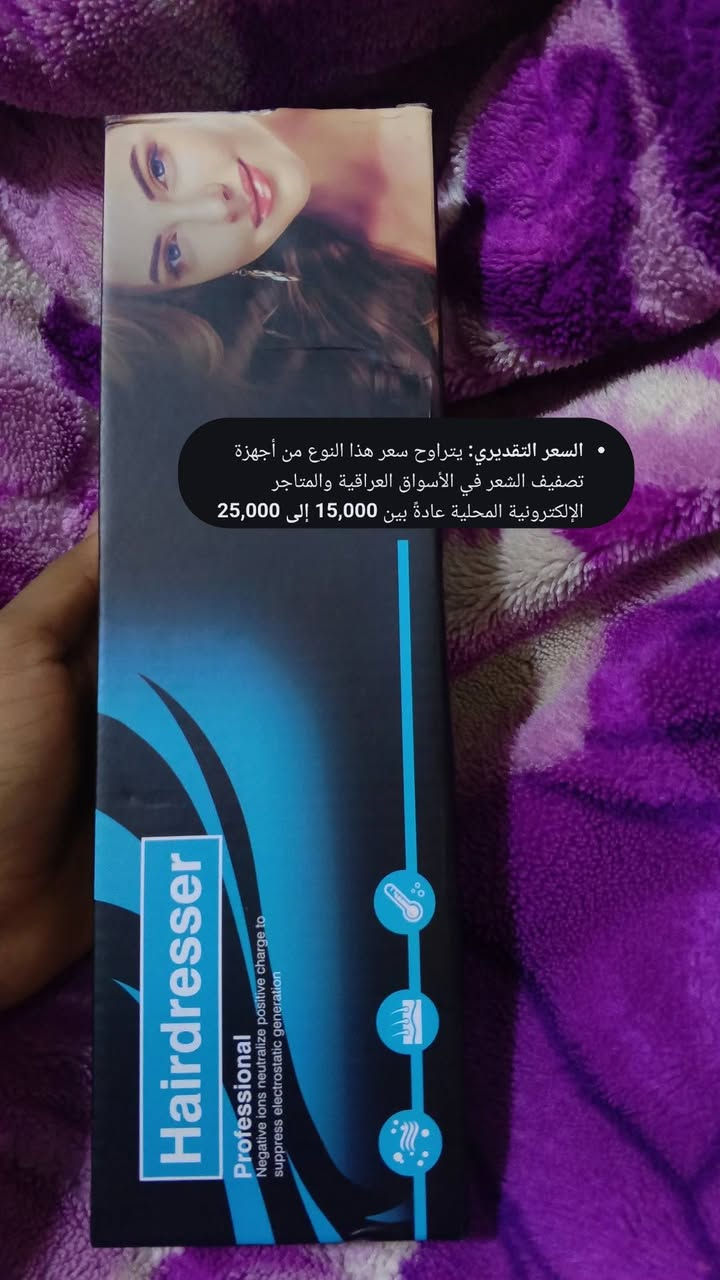 • السعر التقديري: يتراوح سعر هذا النوع من أجهزة
تصفيف الشعر في الأسواق العراقية والمتاجر
الإلكترونية المحلية عادةً بين 15,000 إلى 25,000
Hairdresser
Professional
Negative ions neutralize positive charge to
suppress electrostatic generation